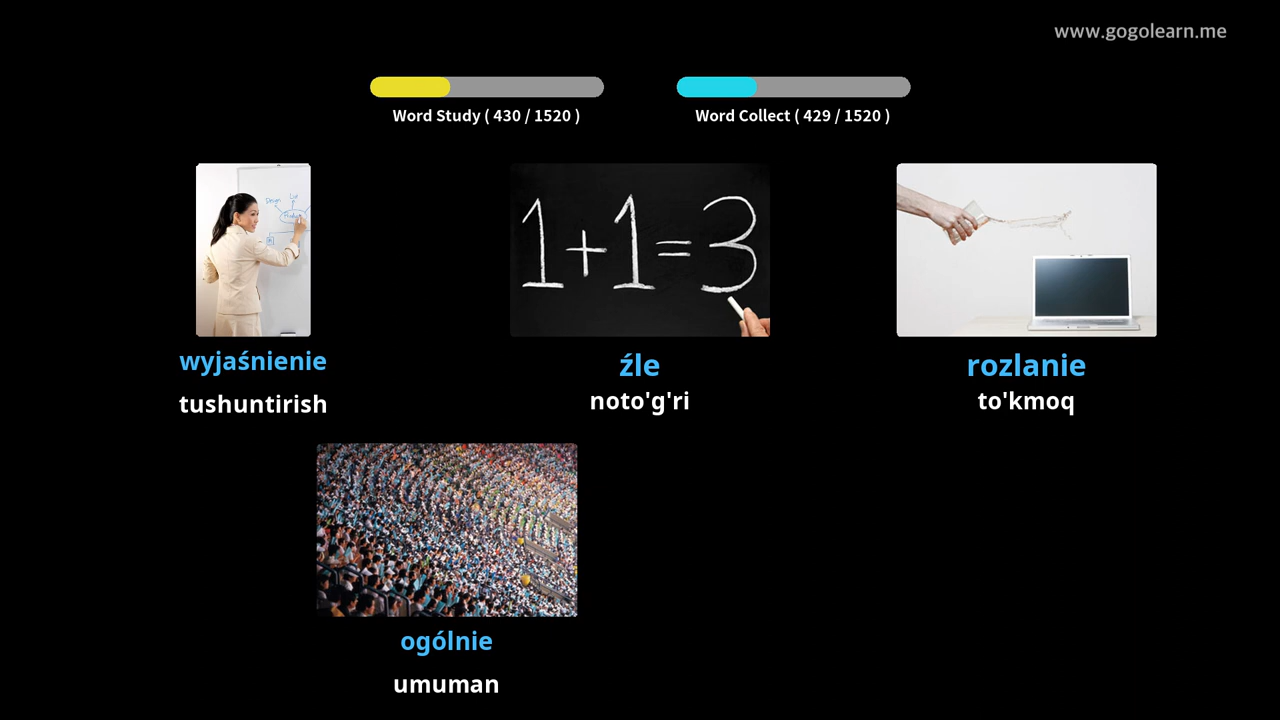 www.gogolearn.me
Word Study ( 430 / 1520 )
Word Collect ( 429 / 1520 )
1+1=3
wyjaśnienie
tushuntirish
źle
noto'g'ri
rozlanie
to'kmoq
ogólnie
umuman